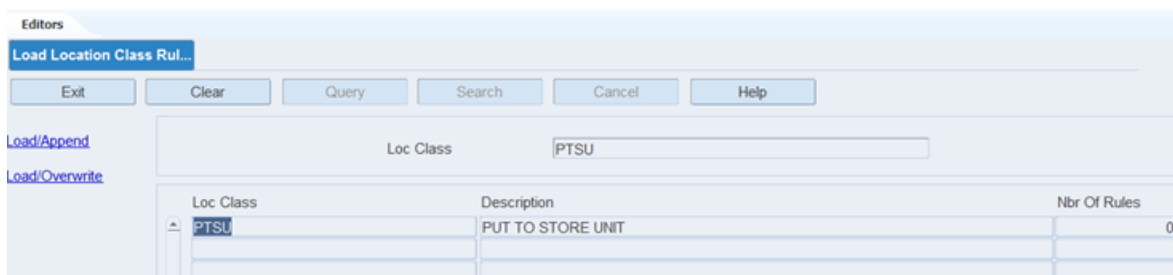 Editors
Load Location Class Rul...
Exit Clear Query Search Cancel Help
Load/Append
Loc Class PTSU
Load/Overwrite
Loc Class Description Nbr Of Rules
PTSU PUT TO STORE UNIT 0